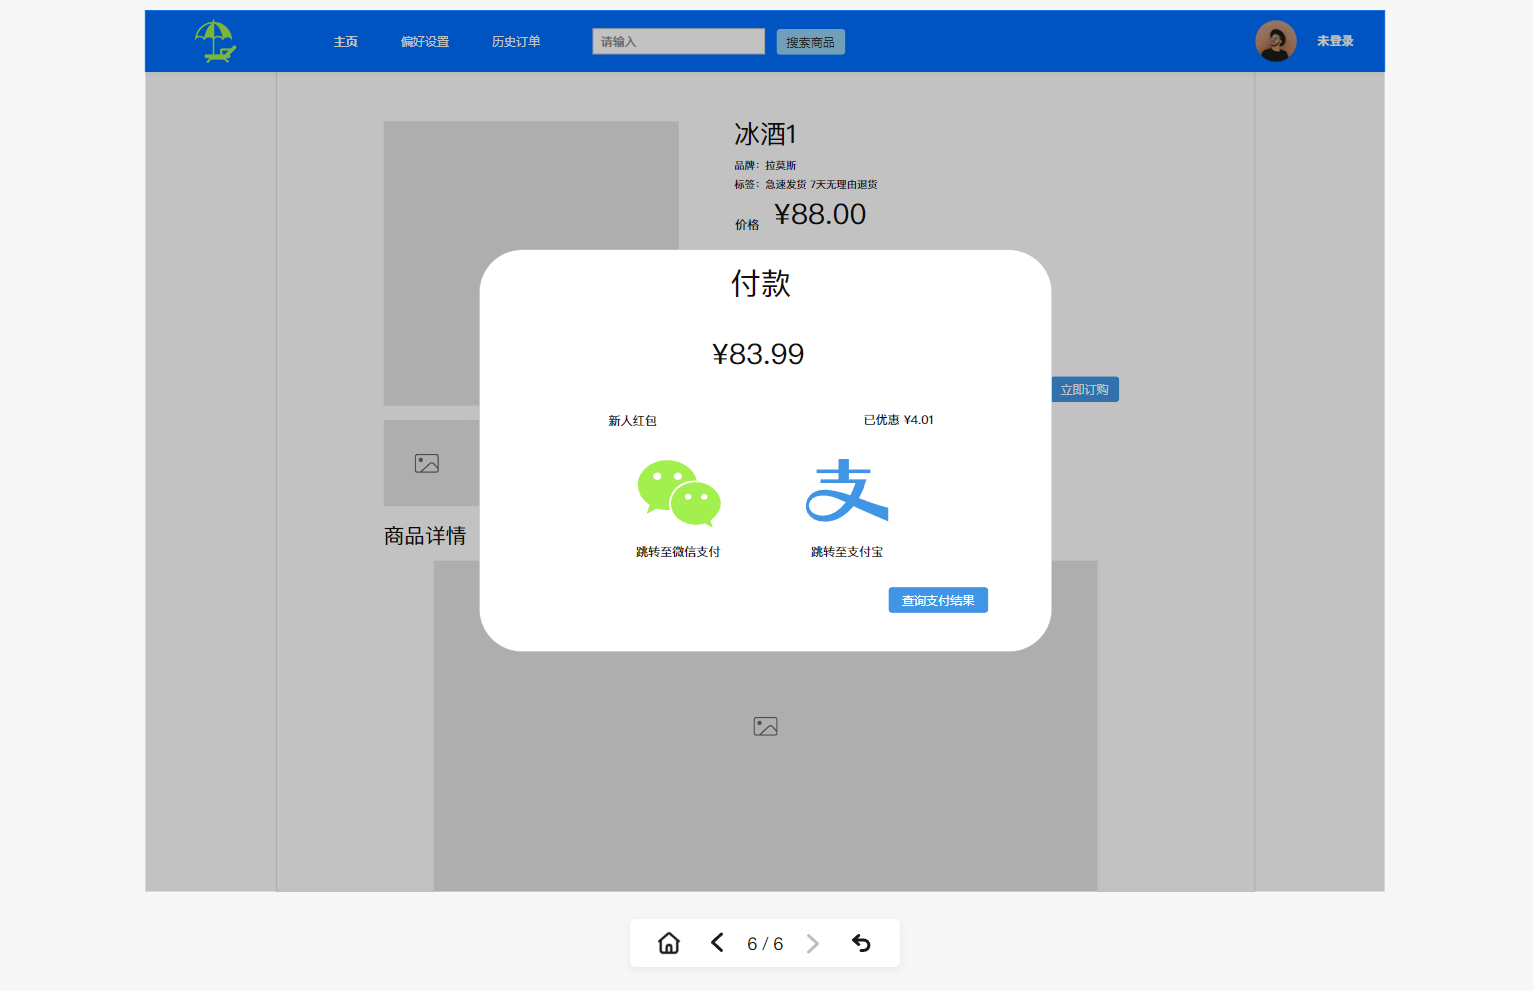 主页 偏好设置 历史订单 请输入 搜索商品 未登录
冰酒1
品牌：拉莫斯
标签：急速发货 7天无理由退货
价格 ¥88.00
付款
¥83.99
立即订购
新人红包 已优惠 ¥4.01
支
跳转至微信支付 跳转至支付宝
商品详情
查询支付结果
6 / 6